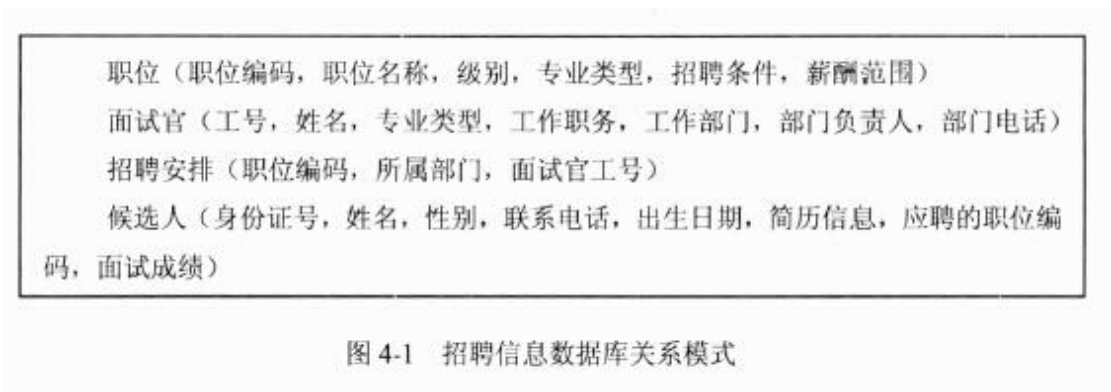 职位（职位编码，职位名称，级别，专业类型，招聘条件，薪酬范围）
面试官（工号，姓名，专业类型，工作职务，工作部门，部门负责人，部门电话）
招聘安排（职位编码，所属部门，面试官工号）
候选人（身份证号，姓名，性别，联系电话，出生日期，简历信息，应聘的职位编
码，面试成绩）
图 4-1 招聘信息数据库关系模式